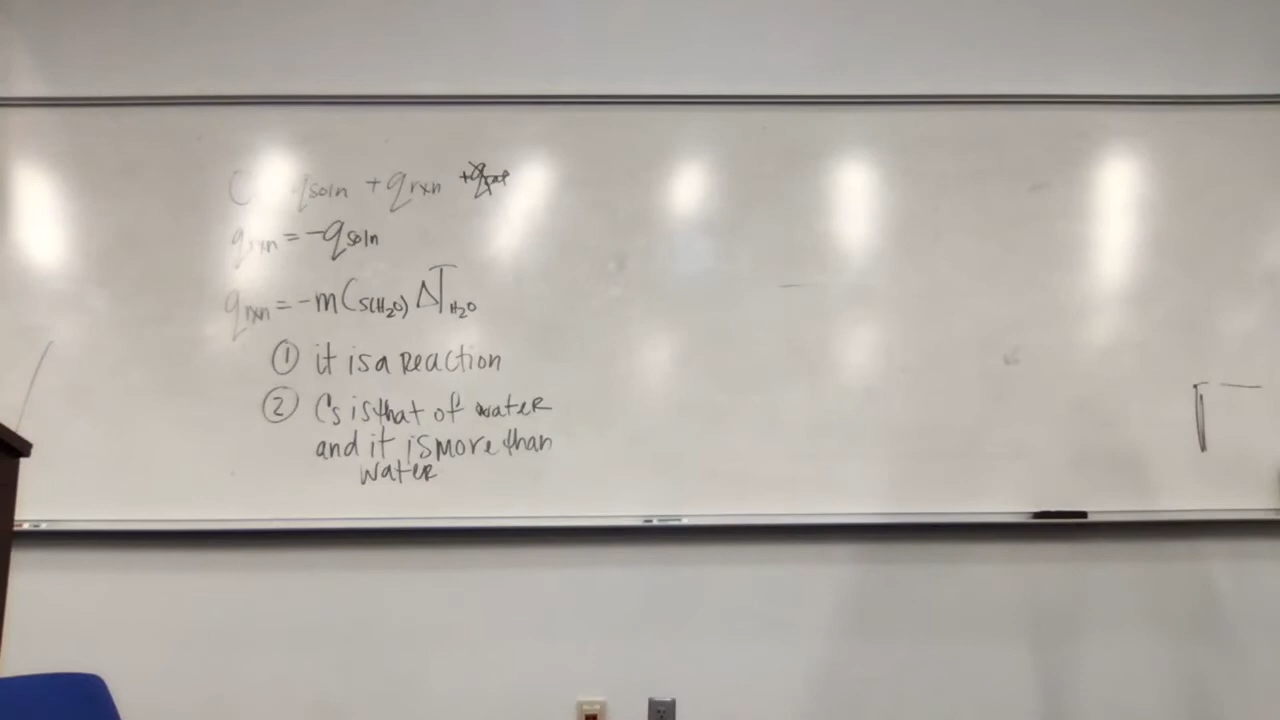 qsoln + qrxn + qcal
qrxn = -qsoln
qrxn = -m Cs(H₂O) ΔT H₂O
① it is a reaction
② Cs is that of water
and it is more than
water